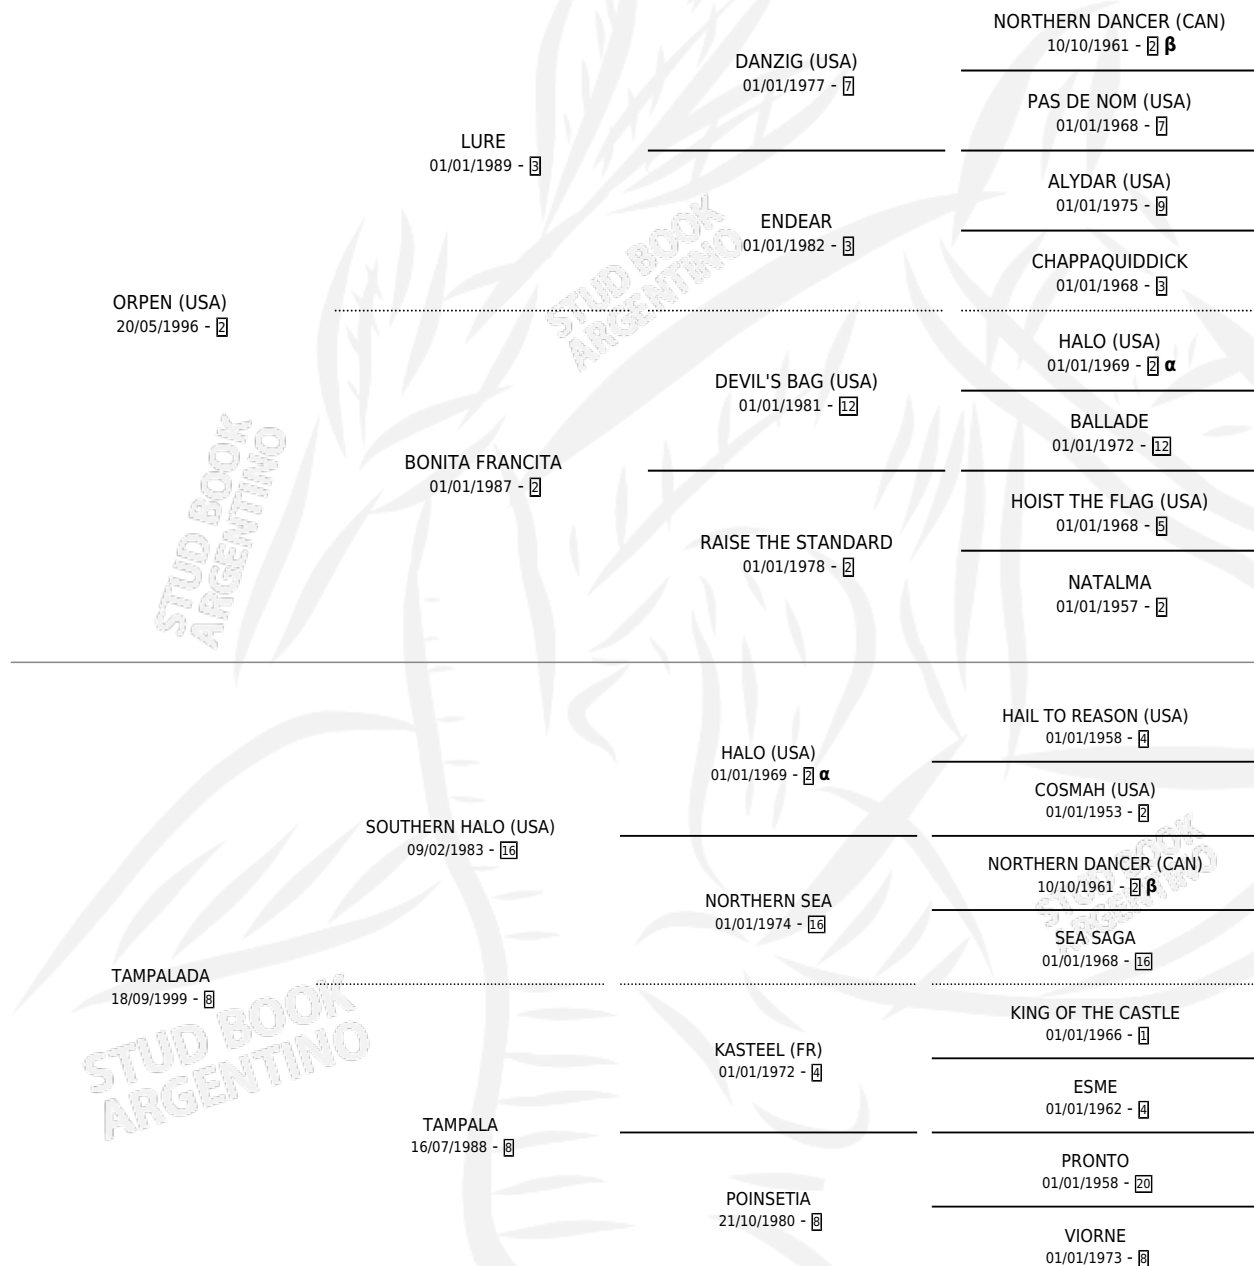 NORTHERN DANCER (CAN)
10/10/1961 - 2 β
DANZIG (USA)
01/01/1977 - 7
PAS DE NOM (USA)
01/01/1968 - 7
LURE
01/01/1989 - 3
ALYDAR (USA)
01/01/1975 - 9
ENDEAR
01/01/1982 - 3
CHAPPAQUIDDICK
01/01/1968 - 3
STUD BOOK
ARGENTINO
ORPEN (USA)
20/05/1996 - 2
HALO (USA)
01/01/1969 - 2 α
DEVIL'S BAG (USA)
01/01/1981 - 12
BALLADE
01/01/1972 - 12
BONITA FRANCITA
01/01/1987 - 2
HOIST THE FLAG (USA)
01/01/1968 - 5
RAISE THE STANDARD
01/01/1978 - 2
NATALMA
01/01/1957 - 2
STUD BOOK
ARGENTINO
HAIL TO REASON (USA)
01/01/1958 - 4
HALO (USA)
01/01/1969 - 2 α
COSMAH (USA)
01/01/1953 - 2
SOUTHERN HALO (USA)
09/02/1983 - 16
NORTHERN DANCER (CAN)
10/10/1961 - 2 β
NORTHERN SEA
01/01/1974 - 16
SEA SAGA
01/01/1968 - 16
STUD BOOK
ARGENTINO
TAMPALADA
18/09/1999 - 8
KING OF THE CASTLE
01/01/1966 - 1
KASTEEL (FR)
01/01/1972 - 4
ESME
01/01/1962 - 4
TAMPALA
16/07/1988 - 8
PRONTO
01/01/1958 - 20
POINSETIA
21/10/1980 - 8
VIORNE
01/01/1973 - 8
STUD BOOK
ARGENTINO